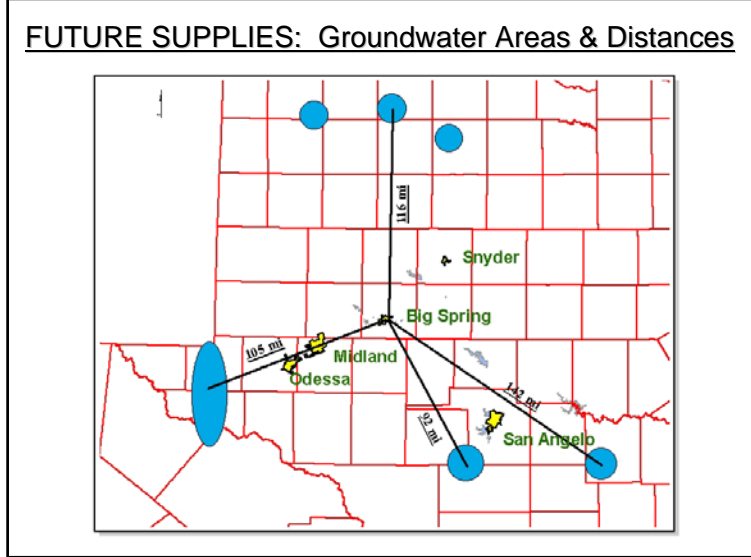 FUTURE SUPPLIES: Groundwater Areas & Distances
116 mi
Snyder
Big Spring
105 mi
Midland
Odessa
142 mi
92 mi
San Angelo